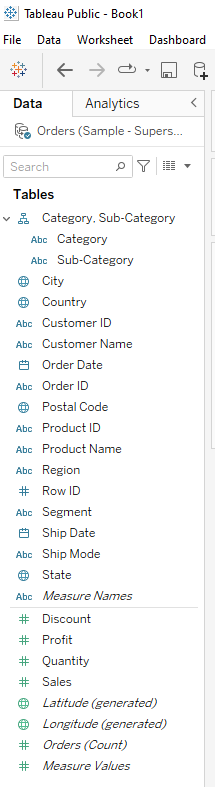 Tableau Public - Book1
File Data Worksheet Dashboard
Data Analytics
Orders (Sample - Supers...
Search
Tables
Category, Sub-Category
Abc Category
Abc Sub-Category
City
Country
Abc Customer ID
Abc Customer Name
Order Date
Abc Order ID
Postal Code
Abc Product ID
Abc Product Name
Abc Region
# Row ID
Abc Segment
Ship Date
Abc Ship Mode
State
Abc Measure Names
# Discount
# Profit
# Quantity
# Sales
Latitude (generated)
Longitude (generated)
# Orders (Count)
# Measure Values